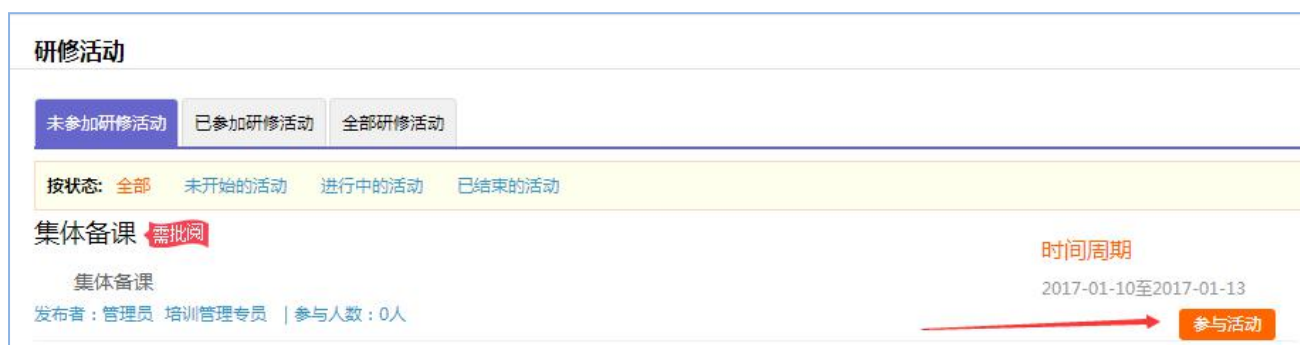 研修活动
未参加研修活动 已参加研修活动 全部研修活动
按状态: 全部 未开始的活动 进行中的活动 已结束的活动
集体备课 需批阅
时间周期
集体备课
2017-01-10至2017-01-13
发布者：管理员 培训管理专员 | 参与人数：0人
参与活动